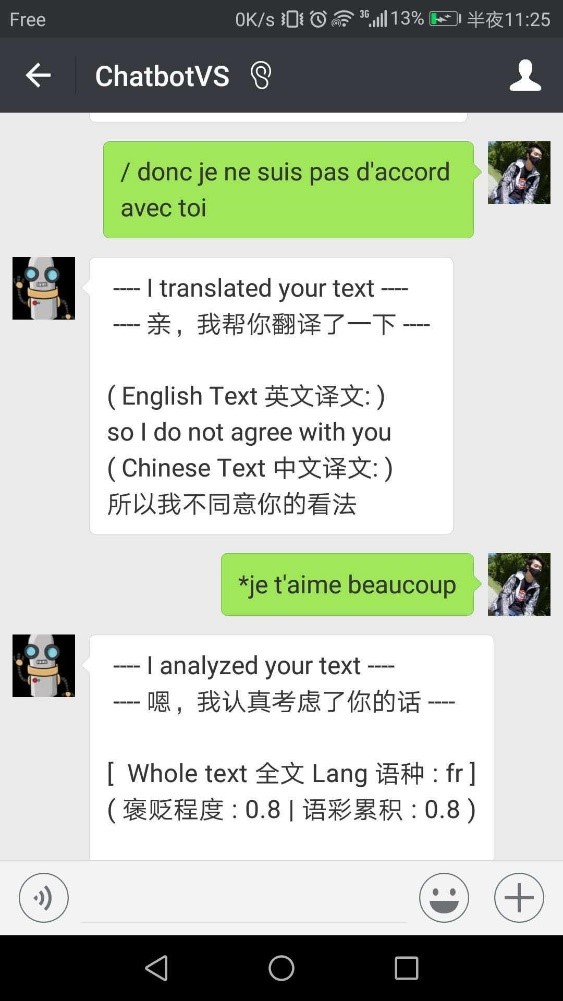 Free 0K/s 3G 13% 半夜11:25
ChatbotVS
/ donc je ne suis pas d'accord
avec toi
---- I translated your text ----
---- 亲，我帮你翻译了一下 ----
( English Text 英文译文: )
so I do not agree with you
( Chinese Text 中文译文: )
所以我不同意你的看法
*je t'aime beaucoup
---- I analyzed your text ----
---- 嗯，我认真考虑了你的话 ----
[ Whole text 全文 Lang 语种 : fr ]
( 褒贬程度 : 0.8 | 语彩累积 : 0.8 )